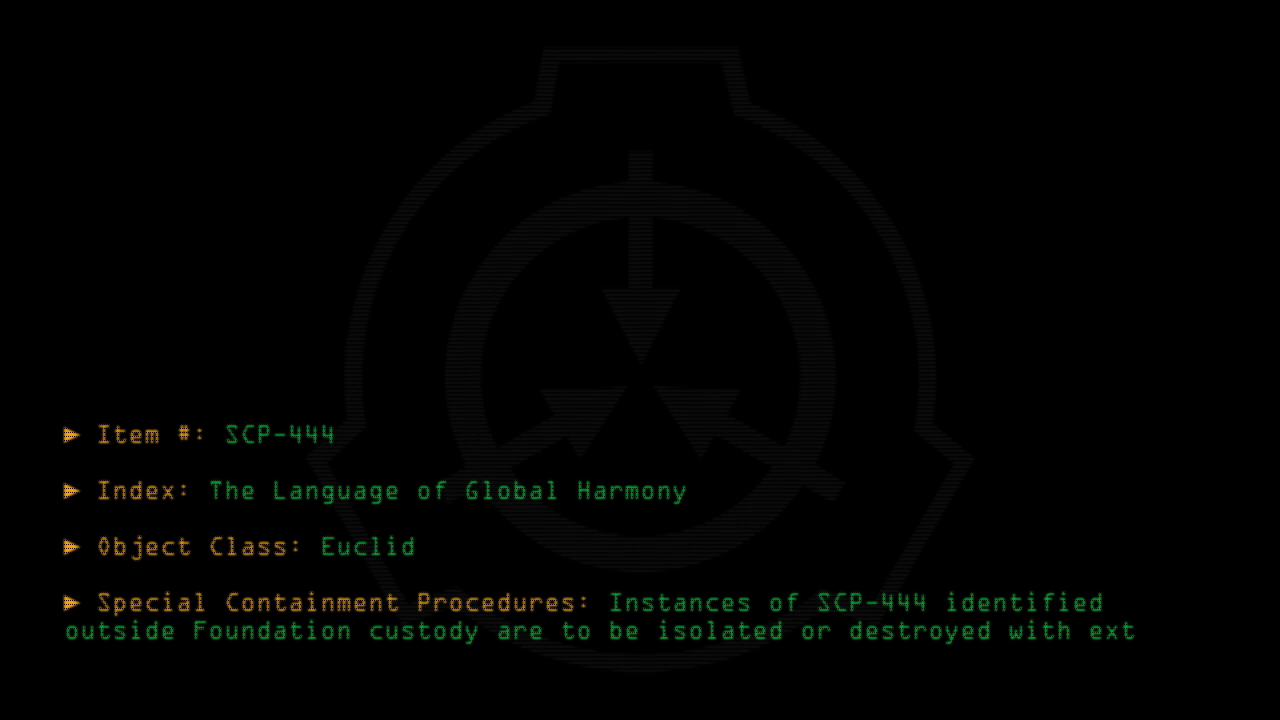 ► Item #: SCP-444
► Index: The Language of Global Harmony
► Object Class: Euclid
► Special Containment Procedures: Instances of SCP-444 identified
outside Foundation custody are to be isolated or destroyed with ext